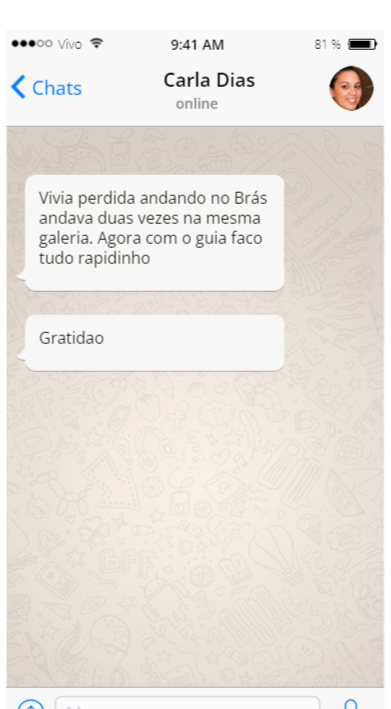 Vivo
9:41 AM
81 %
Chats
Carla Dias
online
Vivia perdida andando no Brás
andava duas vezes na mesma
galeria. Agora com o guia faco
tudo rapidinho
Gratidao
BFF